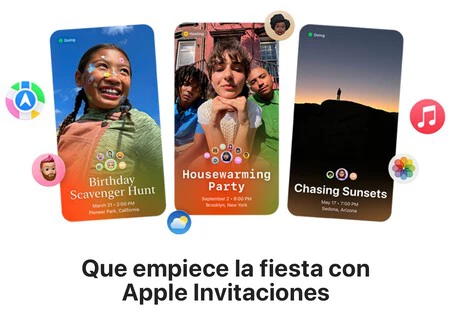 Going
Hosting
Going
Birthday
Scavenger Hunt
March 21 • 2:00 PM
Pioneer Park, California
Housewarming
Party
September 2 • 8:00 PM
Brooklyn, New York
Chasing Sunsets
May 17 • 7:00 PM
Sedona, Arizona
Que empiece la fiesta con
Apple Invitaciones